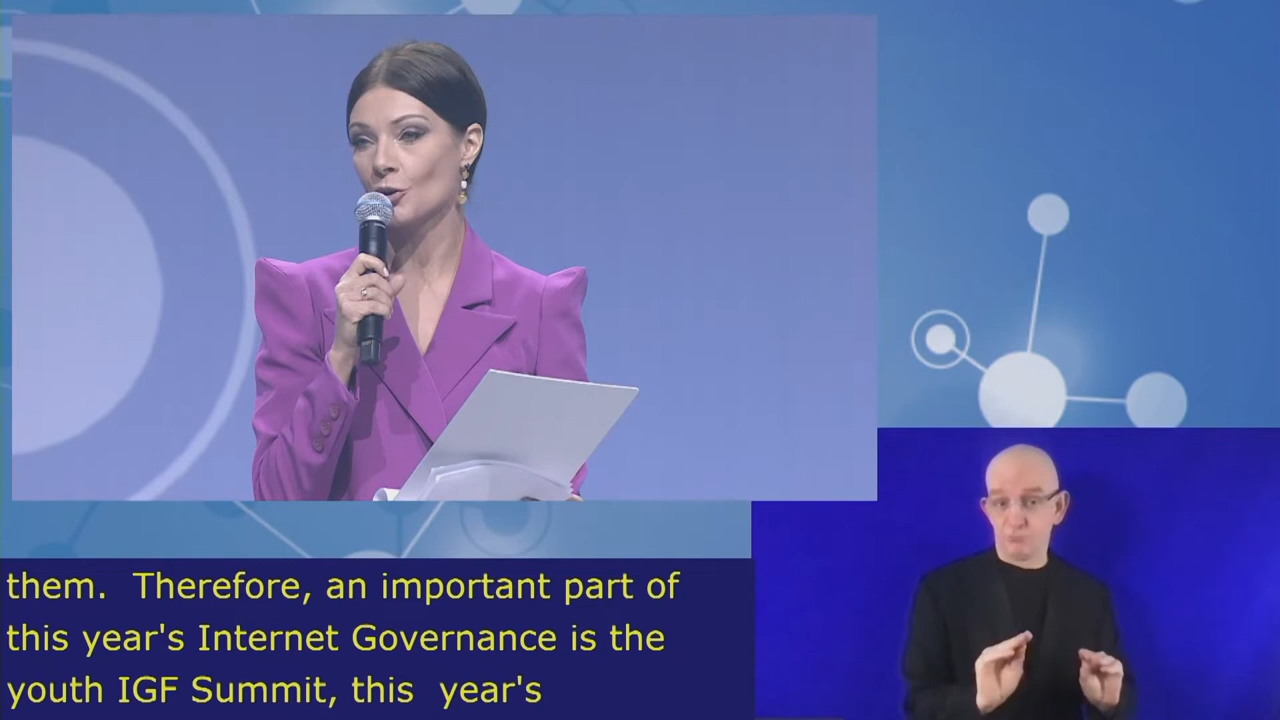 them.  Therefore, an important part of
this year's Internet Governance is the
youth IGF Summit, this  year's